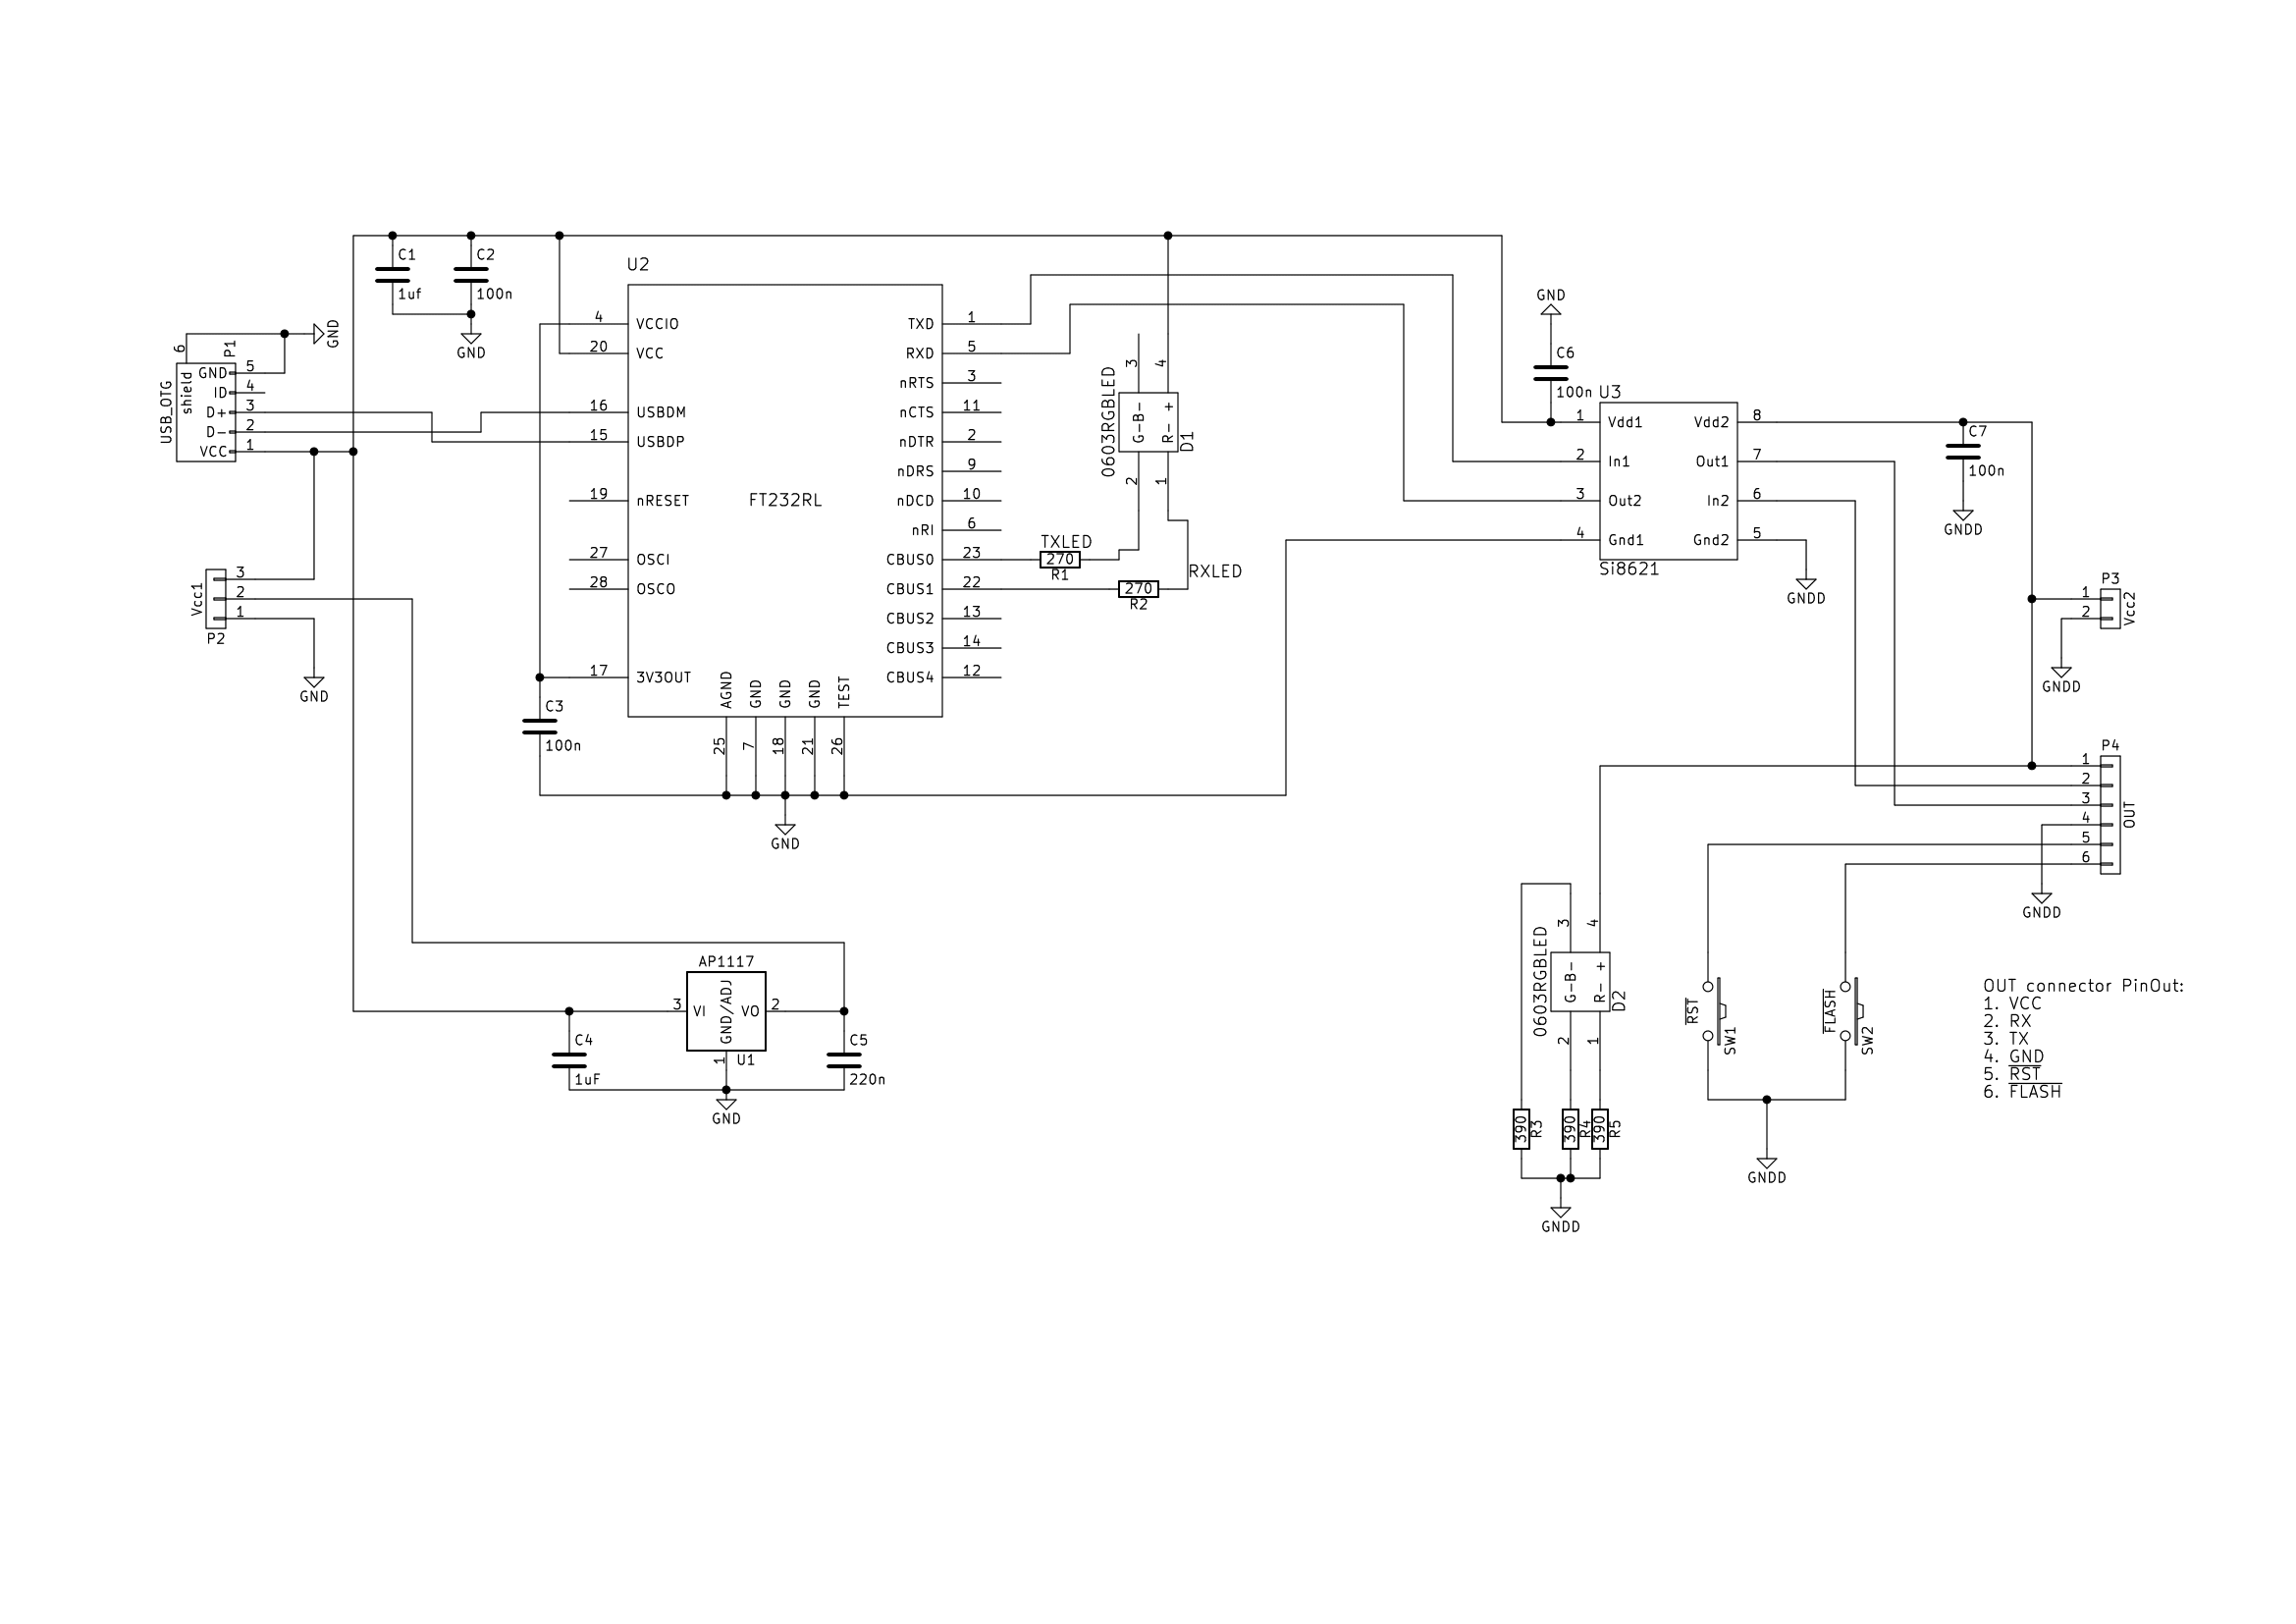 C1
1uf
C2
100n
GND
GND
6
P1
USB_OTG
shield
GND 5
ID 4
D+ 3
D- 2
VCC 1
Vcc1
3
2
1
P2
GND
U2
FT232RL
4 VCCIO
20 VCC
16 USBDM
15 USBDP
19 nRESET
27 OSCI
28 OSCO
17 3V3OUT
TXD 1
RXD 5
nRTS 3
nCTS 11
nDTR 2
nDRS 9
nDCD 10
nRI 6
CBUS0 23
CBUS1 22
CBUS2 13
CBUS3 14
CBUS4 12
AGND GND GND GND TEST
25 7 18 21 26
C3
100n
GND
3 4
0603RGBLED
G- B- R- +
D1
2 1
TXLED
270
R1
RXLED
270
R2
GND
C6
100n
U3
1 Vdd1
2 In1
3 Out2
4 Gnd1
Vdd2 8
Out1 7
In2 6
Gnd2 5
Si8621
GNDD
C7
100n
GNDD
P3
1
2
Vcc2
GNDD
P4
1
2
3
4
5
6
OUT
GNDD
AP1117
3 VI
GND/ADJ
VO 2
1
U1
C4
1uF
C5
220n
GND
3 4
0603RGBLED
G- B- R- +
D2
2 1
390 R3
390 R4
390 R5
GNDD
RST
SW1
FLASH
SW2
GNDD
OUT connector PinOut:
1. VCC
2. RX
3. TX
4. GND
5. RST
6. FLASH